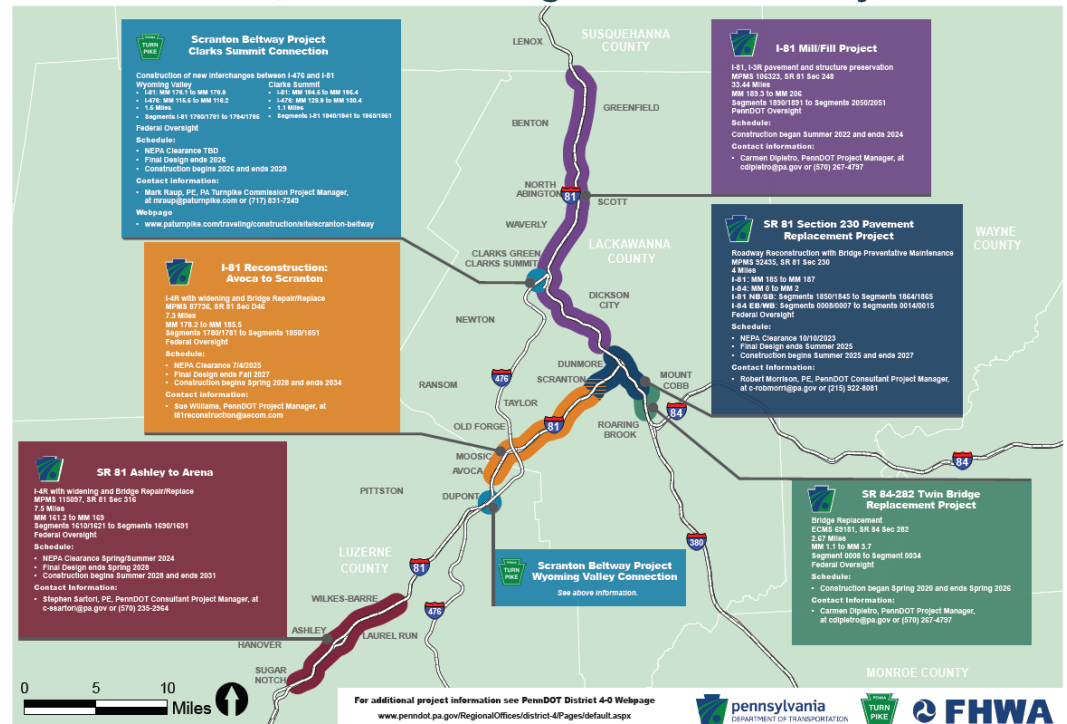 Scranton Beltway Project
Clarks Summit Connection
Construction of new interchanges between I-476 and I-81
Wyoming Valley
• I-81: MM 178.1 to MM 178.9
• I-476: MM 115.6 to MM 116.2
• 1.6 Miles
• Segments I-81 1780/1781 to 1784/1785
Clarks Summit
• I-81: MM 194.6 to MM 195.4
• I-476: MM 129.9 to MM 130.4
• 1.1 Miles
• Segments I-81 1940/1941 to 1950/1951
Federal Oversight
Schedule:
• NEPA Clearance TBD
• Final Design ends 2026
• Construction begins 2026 and ends 2029
Contact information:
• Mark Raup, PE, PA Turnpike Commission Project Manager,
at mraup@paturnpike.com or (717) 831-7249
Webpage
• www.paturnpike.com/traveling/construction/site/scranton-beltway
I-81 Mill/Fill Project
I-81, I-3R pavement and structure preservation
MPMS 106323, SR 81 Sec 248
33.44 Miles
MM 189.3 to MM 206
Segments 1890/1891 to Segments 2050/2051
PennDOT Oversight
Schedule:
Construction began Summer 2022 and ends 2024
Contact Information:
• Carmen Dipietro, PennDOT Project Manager, at
cdipietro@pa.gov or (570) 267-4797
SR 81 Section 230 Pavement
Replacement Project
Roadway Reconstruction with Bridge Preventative Maintenance
MPMS 92435, SR 81 Sec 230
4 Miles
I-81: MM 185 to MM 187
I-84: MM 0 to MM 2
I-81 NB/SB: Segments 1850/1845 to Segments 1864/1865
I-84 EB/WB: Segments 0008/0007 to Segments 0014/0015
Federal Oversight
Schedule:
• NEPA Clearance 10/10/2023
• Final Design ends Summer 2025
• Construction begins Summer 2025 and ends 2027
Contact Information:
• Robert Morrison, PE, PennDOT Consultant Project Manager,
at c-robmorri@pa.gov or (215) 922-8081
I-81 Reconstruction:
Avoca to Scranton
I-4R with widening and Bridge Repair/Replace
MPMS 87736, SR 81 Sec D46
7.3 Miles
MM 178.2 to MM 185.5
Segments 1780/1781 to Segments 1850/1851
Federal Oversight
Schedule:
• NEPA Clearance 7/4/2025
• Final Design ends Fall 2027
• Construction begins Spring 2028 and ends 2034
Contact Information:
• Sue Williams, PennDOT Project Manager, at
I81reconstruction@aecom.com
SR 81 Ashley to Arena
I-4R with widening and Bridge Repair/Replace
MPMS 115097, SR 81 Sec 316
7.5 Miles
MM 161.2 to MM 169
Segments 1610/1621 to Segments 1690/1691
Federal Oversight
Schedule:
• NEPA Clearance Spring/Summer 2024
• Final Design ends Spring 2028
• Construction begins Summer 2028 and ends 2031
Contact Information:
• Stephen Sartori, PE, PennDOT Consultant Project Manager, at
c-ssartori@pa.gov or (570) 235-2964
SR 84-282 Twin Bridge
Replacement Project
Bridge Replacement
ECMS 69181, SR 84 Sec 282
2.67 Miles
MM 1.1 to MM 3.7
Segment 0008 to Segment 0034
Federal Oversight
Schedule:
• Construction began Spring 2020 and ends Spring 2026
Contact Information:
• Carmen Dipietro, PennDOT Project Manager,
at cdipietro@pa.gov or (570) 267-4797
PENNA
TURN
PIKE
Scranton Beltway Project
Wyoming Valley Connection
See above information.
LENOX
SUSQUEHANNA
COUNTY
GREENFIELD
BENTON
NORTH
ABINGTON
81
SCOTT
WAVERLY
LACKAWANNA
COUNTY
WAYNE
COUNTY
CLARKS GREEN
CLARKS SUMMIT
DICKSON
CITY
NEWTON
DUNMORE
SCRANTON
MOUNT
COBB
RANSOM
476
TAYLOR
84
OLD FORGE
81
ROARING
BROOK
MOOSIC
AVOCA
84
PITTSTON
DUPONT
380
LUZERNE
COUNTY
81
WILKES-BARRE
476
ASHLEY
LAUREL RUN
HANOVER
SUGAR
NOTCH
MONROE COUNTY
0 5 10
Miles
For additional project information see PennDOT District 4-0 Webpage
www.penndot.pa.gov/RegionalOffices/district-4/Pages/default.aspx
pennsylvania
DEPARTMENT OF TRANSPORTATION
PENNA
TURN
PIKE
FHWA